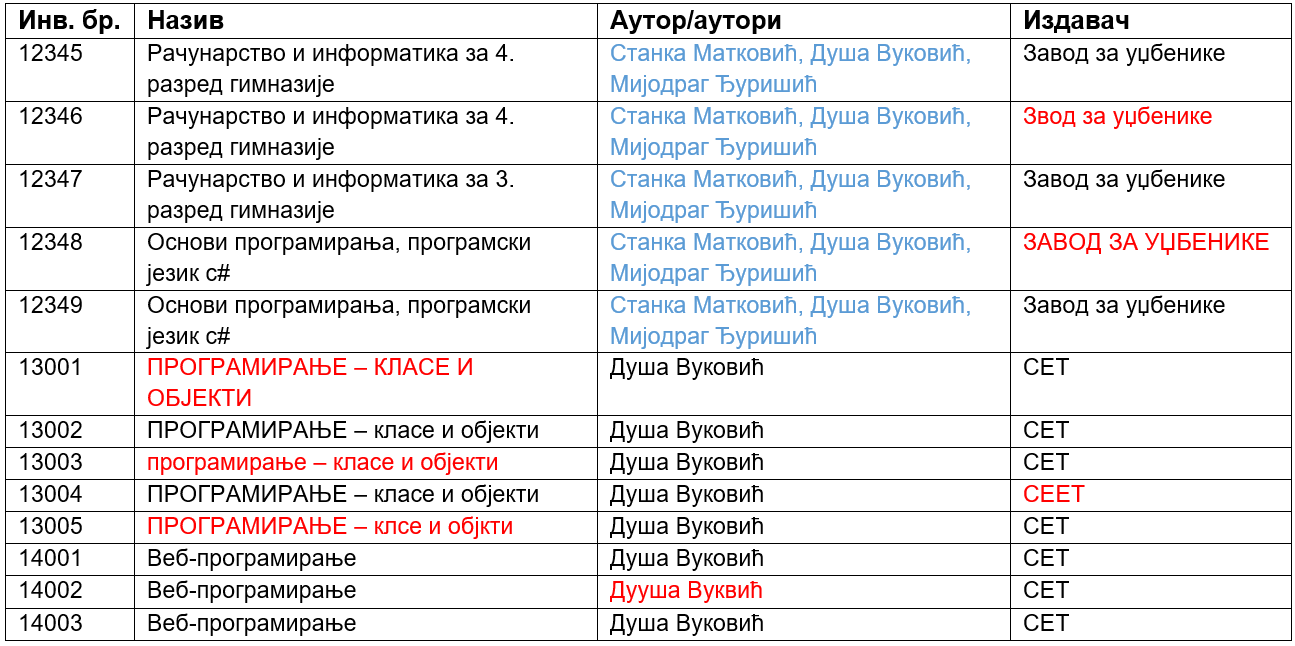 Инв. бр. Назив Аутор/аутори Издавач
12345 Рачунарство и информатика за 4. Станка Матковић, Душа Вуковић, Завод за уџбенике
разред гимназије Мијодраг Ђуришић
12346 Рачунарство и информатика за 4. Станка Матковић, Душа Вуковић, Звод за уџбенике
разред гимназије Мијодраг Ђуришић
12347 Рачунарство и информатика за 3. Станка Матковић, Душа Вуковић, Завод за уџбенике
разред гимназије Мијодраг Ђуришић
12348 Основи програмирања, програмски Станка Матковић, Душа Вуковић, ЗАВОД ЗА УЏБЕНИКЕ
језик c# Мијодраг Ђуришић
12349 Основи програмирања, програмски Станка Матковић, Душа Вуковић, Завод за уџбенике
језик c# Мијодраг Ђуришић
13001 ПРОГРАМИРАЊЕ – КЛАСЕ И Душа Вуковић СЕТ
ОБЈЕКТИ
13002 ПРОГРАМИРАЊЕ – класе и објекти Душа Вуковић СЕТ
13003 програмирање – класе и објекти Душа Вуковић СЕТ
13004 ПРОГРАМИРАЊЕ – класе и објекти Душа Вуковић СЕЕТ
13005 ПРОГРАМИРАЊЕ – клсе и објкти Душа Вуковић СЕТ
14001 Веб-програмирање Душа Вуковић СЕТ
14002 Веб-програмирање Дууша Вуквић СЕТ
14003 Веб-програмирање Душа Вуковић СЕТ